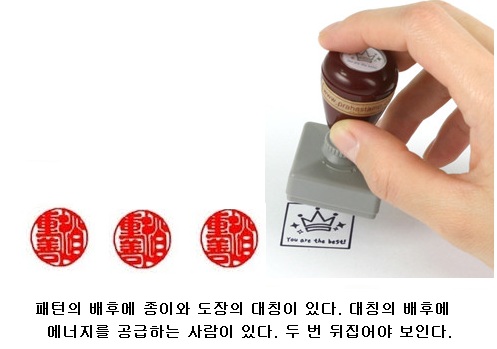 You are the best!
패턴의 배후에 종이와 도장의 대칭이 있다. 대칭의 배후에
에너지를 공급하는 사람이 있다. 두 번 뒤집어야 보인다.